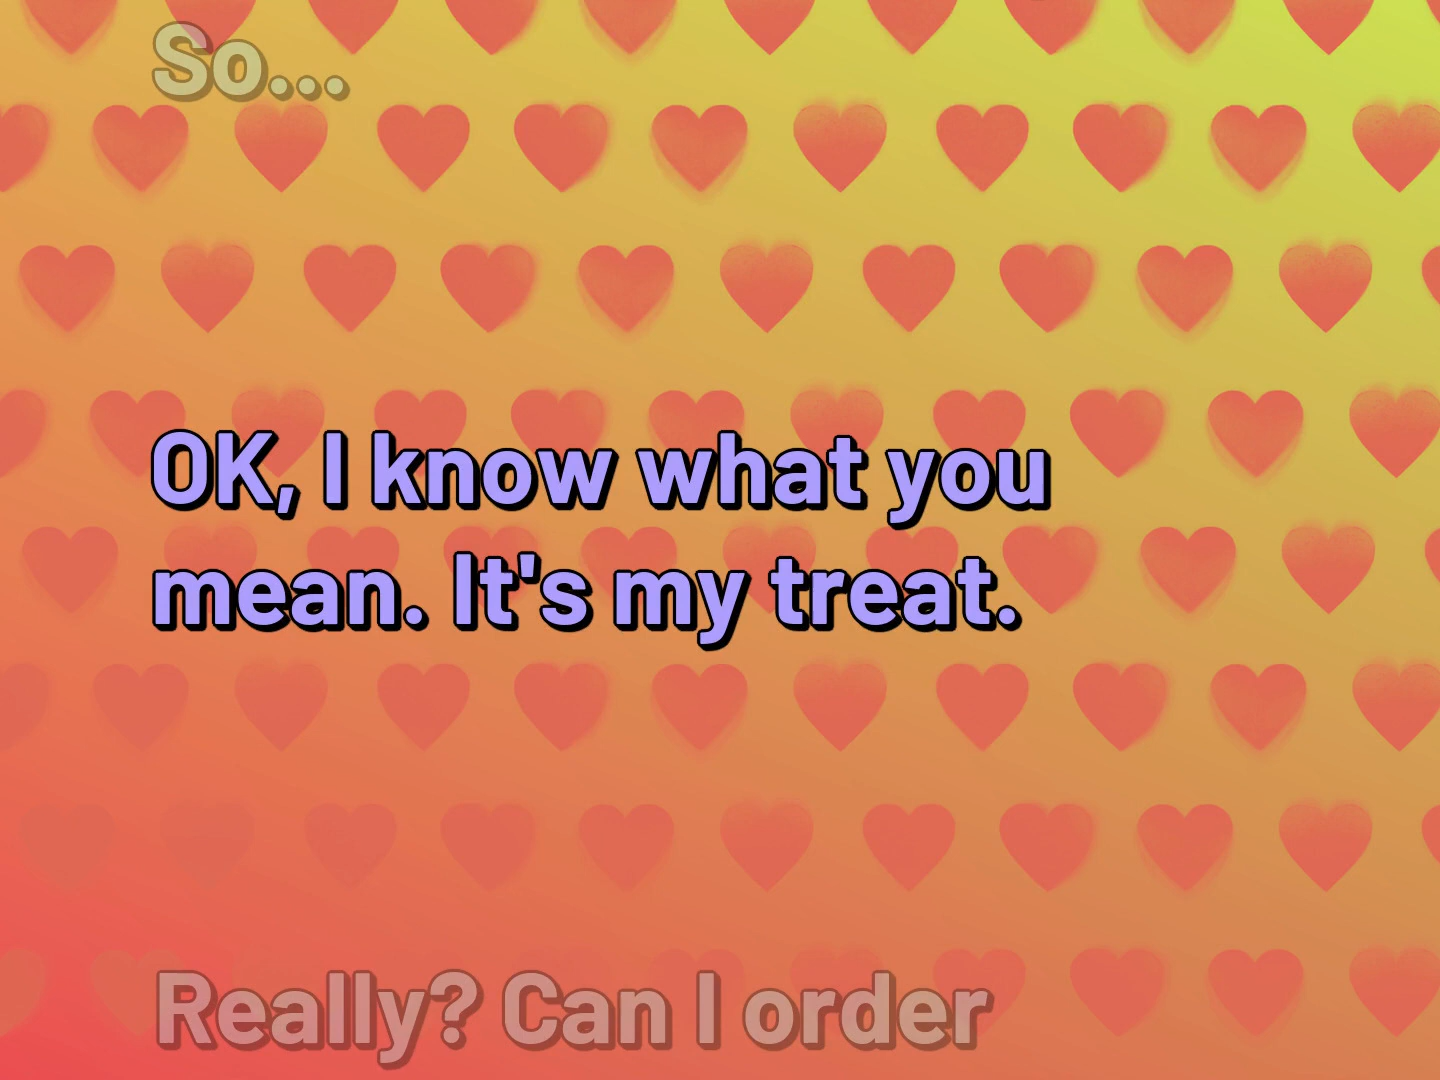 So...
OK, I know what you
mean. It's my treat.
Really? Can I order